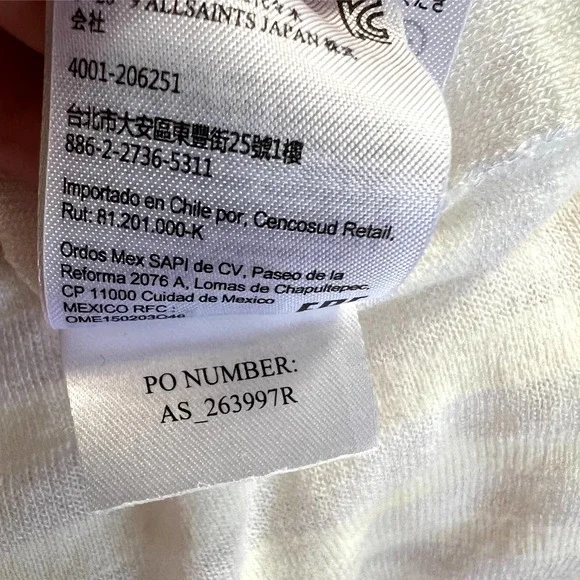 ALLSAINTS JAPAN 株式
会社
4001-206251
台北市大安區東豐街25號1樓
886-2-2736-5311
Importado en Chile por, Cencosud Retail.
Rut: 81.201.000-K
Ordos Mex SAPI de CV, Paseo de la
Reforma 2076 A, Lomas de Chapultepec,
CP 11000 Cuidad de Mexico
MEXICO RFC :
OME150203O46
PO NUMBER:
AS_263997R